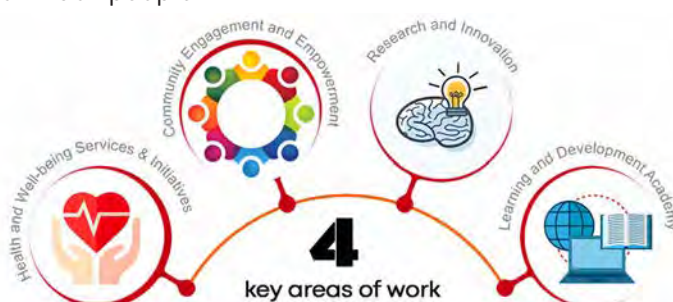 Health and Well-being Services & Initiatives
Community Engagement and Empowerment
Research and Innovation
Learning and Development Academy
4
key areas of work